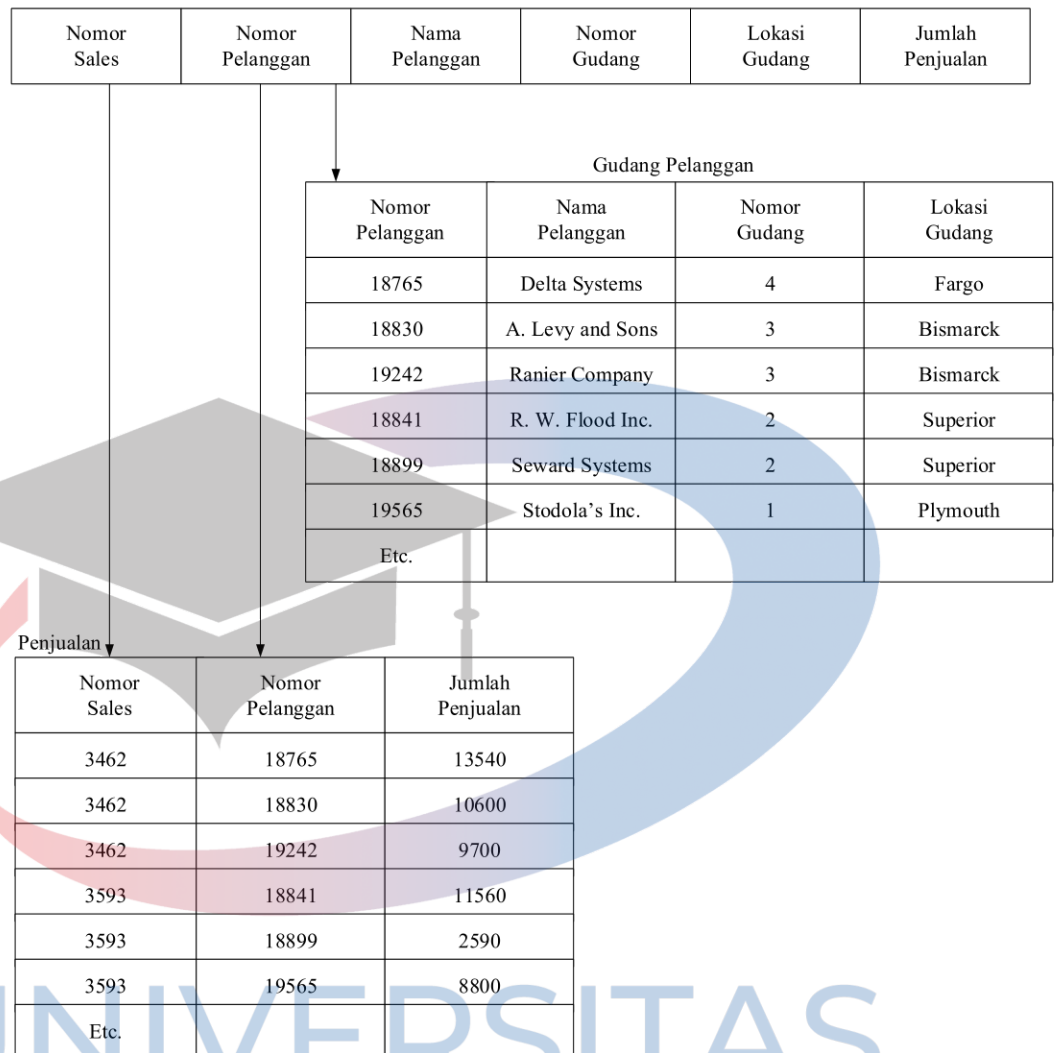 Nomor Sales Nomor Pelanggan Nama Pelanggan Nomor Gudang Lokasi Gudang Jumlah Penjualan
Gudang Pelanggan
Nomor Pelanggan Nama Pelanggan Nomor Gudang Lokasi Gudang
18765 Delta Systems 4 Fargo
18830 A. Levy and Sons 3 Bismarck
19242 Ranier Company 3 Bismarck
18841 R. W. Flood Inc. 2 Superior
18899 Seward Systems 2 Superior
19565 Stodola's Inc. 1 Plymouth
Etc.
Penjualan
Nomor Sales Nomor Pelanggan Jumlah Penjualan
3462 18765 13540
3462 18830 10600
3462 19242 9700
3593 18841 11560
3593 18899 2590
3593 19565 8800
Etc.
UNIVERSITAS